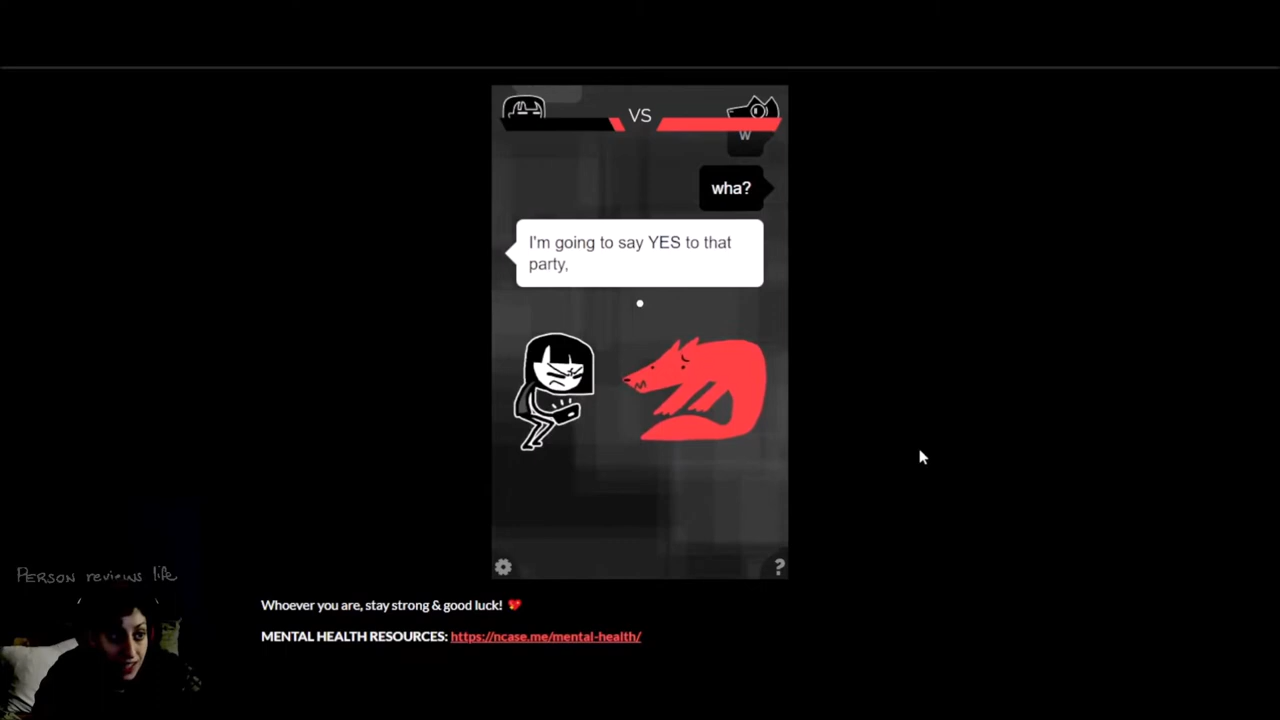 VS
W
wha?
I'm going to say YES to that
party,
?
PERSON reviews life
Whoever you are, stay strong & good luck!
MENTAL HEALTH RESOURCES: https://ncase.me/mental-health/